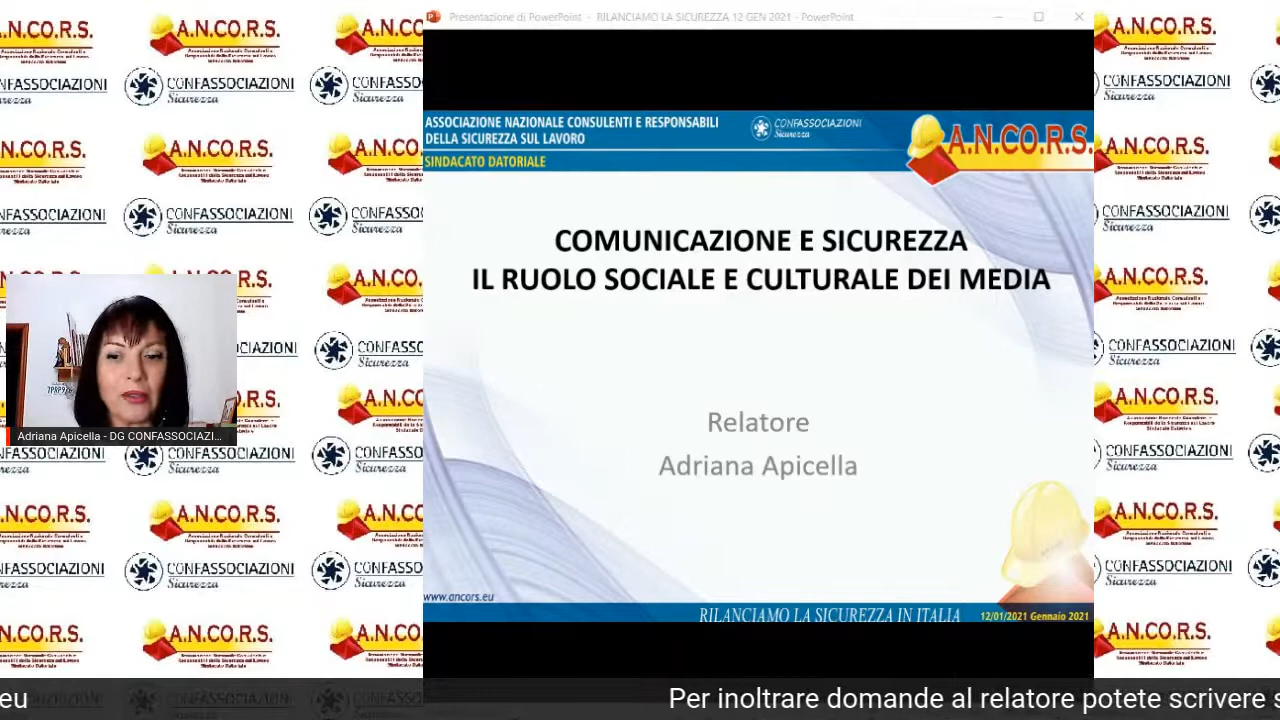 Presentazione di PowerPoint - RILANCIAMO LA SICUREZZA 12 GEN 2021 - PowerPoint
ASSOCIAZIONE NAZIONALE CONSULENTI E RESPONSABILI
DELLA SICUREZZA SUL LAVORO
SINDACATO DATORIALE
CONFASSOCIAZIONI
Sicurezza
A.N.CO.R.S.
COMUNICAZIONE E SICUREZZA
IL RUOLO SOCIALE E CULTURALE DEI MEDIA
Relatore
Adriana Apicella
www.ancors.eu
RILANCIAMO LA SICUREZZA IN ITALIA
12/01/2021 Gennaio 2021
Adriana Apicella - DG CONFASSOCIAZI...
eu
Per inoltrare domande al relatore potete scrivere s
A.N.CO.R.S.
CONFASSOCIAZIONI
Sicurezza